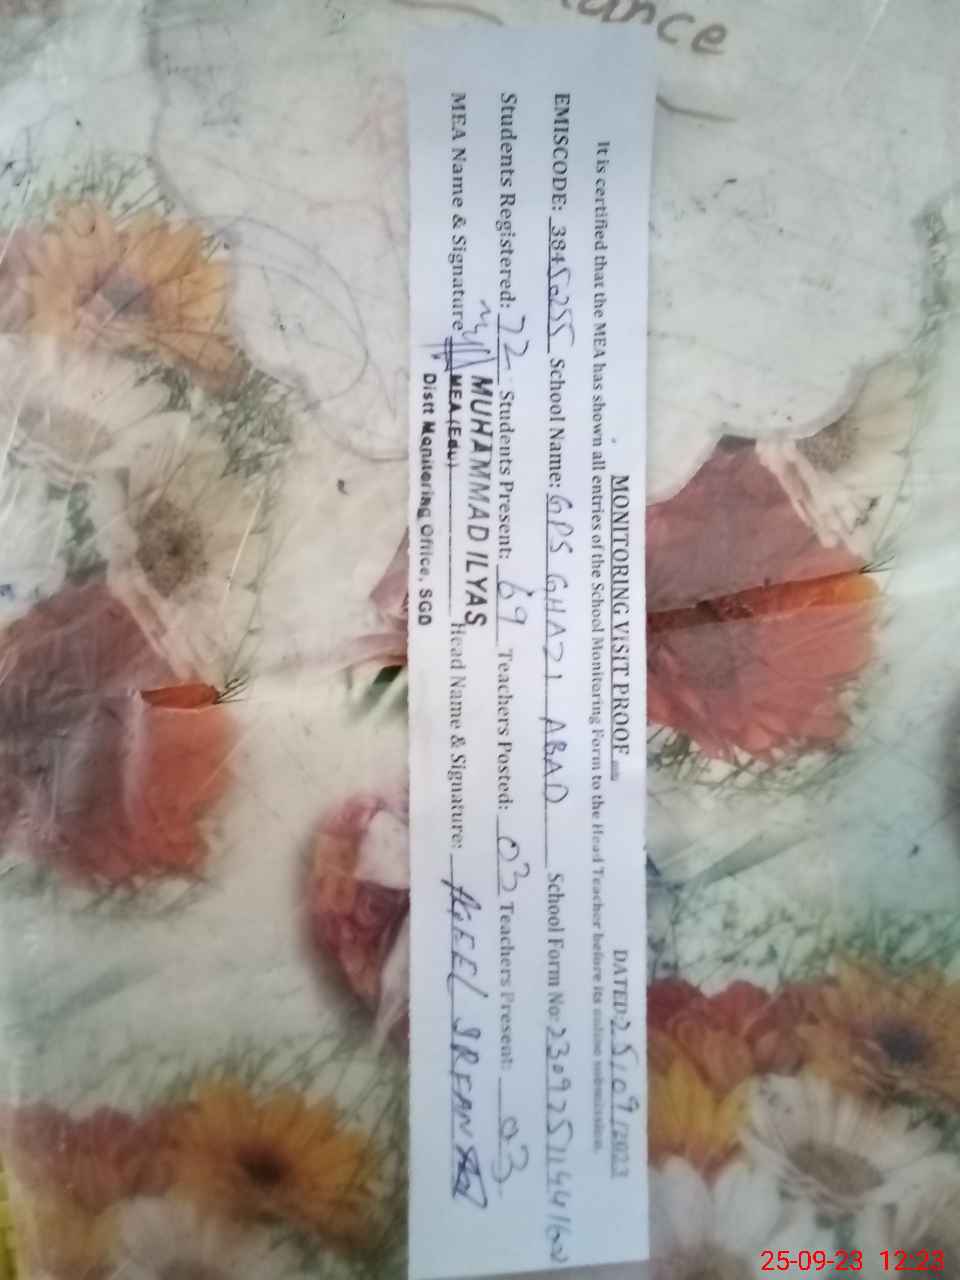 ance
MONITORING VISIT PROOF DATED: 25/09/2023
It is certified that the MEA has shown all entries of the School Monitoring Form to the Head Teacher before its online submission.
EMISCODE: 38450255 School Name: GPS GHAZI ABAD School Form No:
Students Registered: 72 Students Present: 69 Teachers Posted: 03 Teachers Present: 03
MEA Name & Signature Head Name & Signature: AQEEL IRFAN
MUHAMMAD ILYAS
MEA (Edu)
Distt Monitoring Office, SGD
25-09-23 12:23